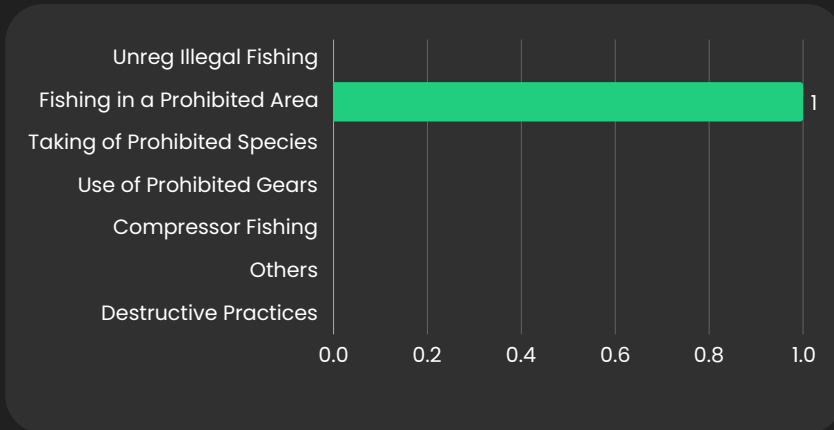 Unreg Illegal Fishing
Fishing in a Prohibited Area
1
Taking of Prohibited Species
Use of Prohibited Gears
Compressor Fishing
Others
Destructive Practices
0.0 0.2 0.4 0.6 0.8 1.0